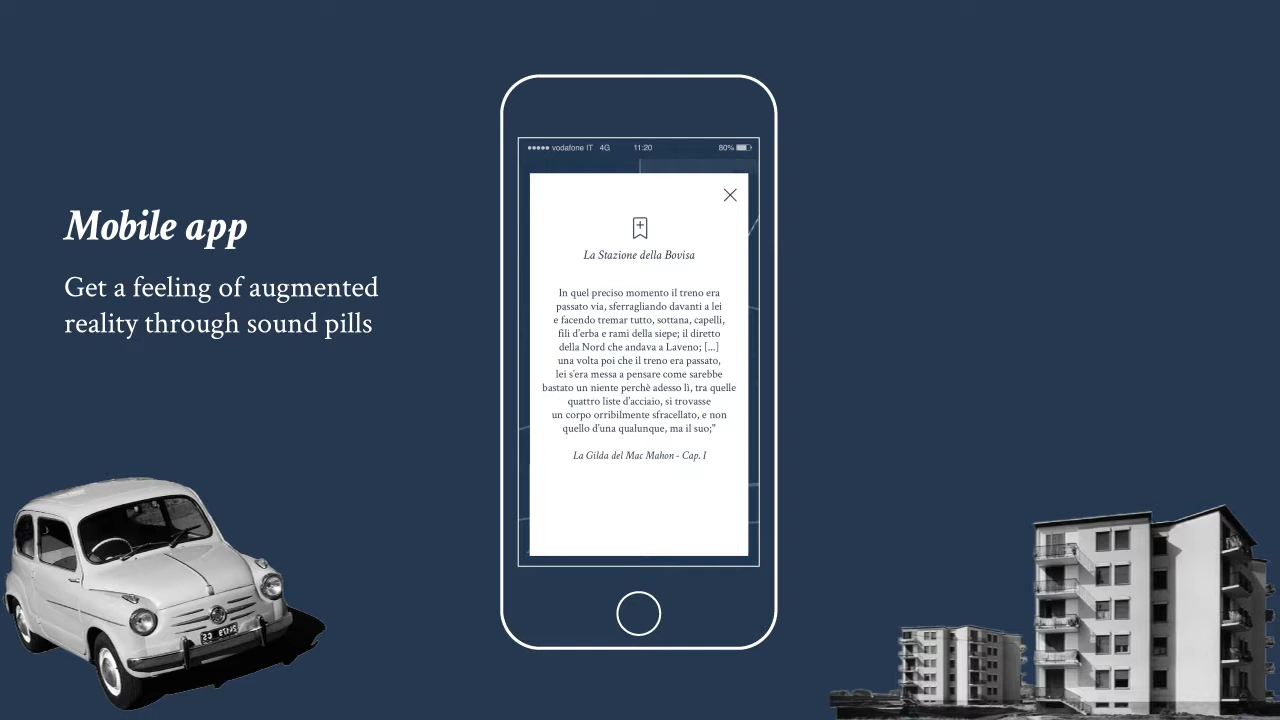 Mobile app
Get a feeling of augmented
reality through sound pills
vodafone IT 4G 11:20 80%
La Stazione della Bovisa
In quel preciso momento il treno era
passato via, sferragliando davanti a lei
e facendo tremar tutto, sottana, capelli,
fili d'erba e rami della siepe; il diretto
della Nord che andava a Laveno; [...]
una volta poi che il treno era passato,
lei s'era messa a pensare come sarebbe
bastato un niente perchè adesso lì, tra quelle
quattro liste d'acciaio, si trovasse
un corpo orribilmente sfracellato, e non
quello d'una qualunque, ma il suo;"
La Gilda del Mac Mahon - Cap. I